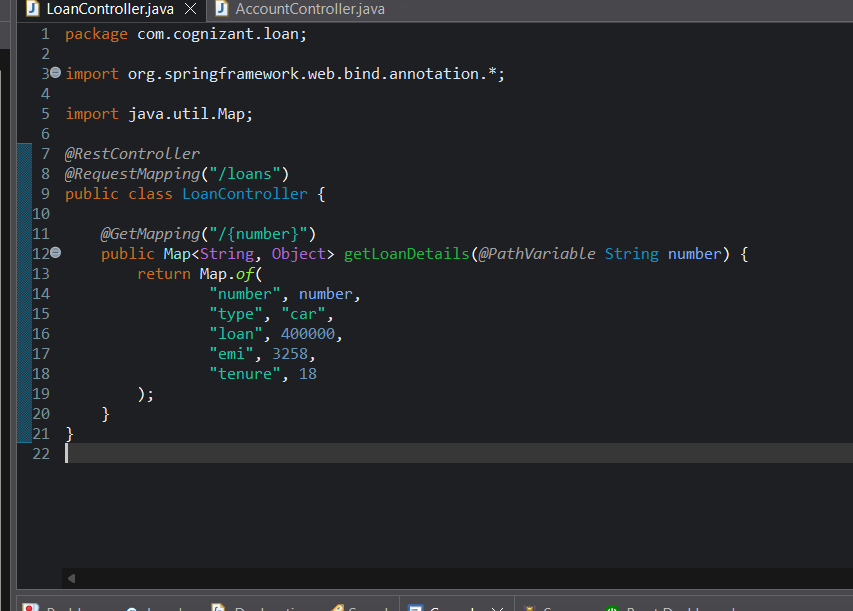 LoanController.java
AccountController.java
1 package com.cognizant.loan;
2
3 import org.springframework.web.bind.annotation.*;
4
5 import java.util.Map;
6
7 @RestController
8 @RequestMapping("/loans")
9 public class LoanController {
10
11     @GetMapping("/{number}")
12     public Map<String, Object> getLoanDetails(@PathVariable String number) {
13         return Map.of(
14                 "number", number,
15                 "type", "car",
16                 "loan", 400000,
17                 "emi", 3258,
18                 "tenure", 18
19         );
20     }
21 }
22